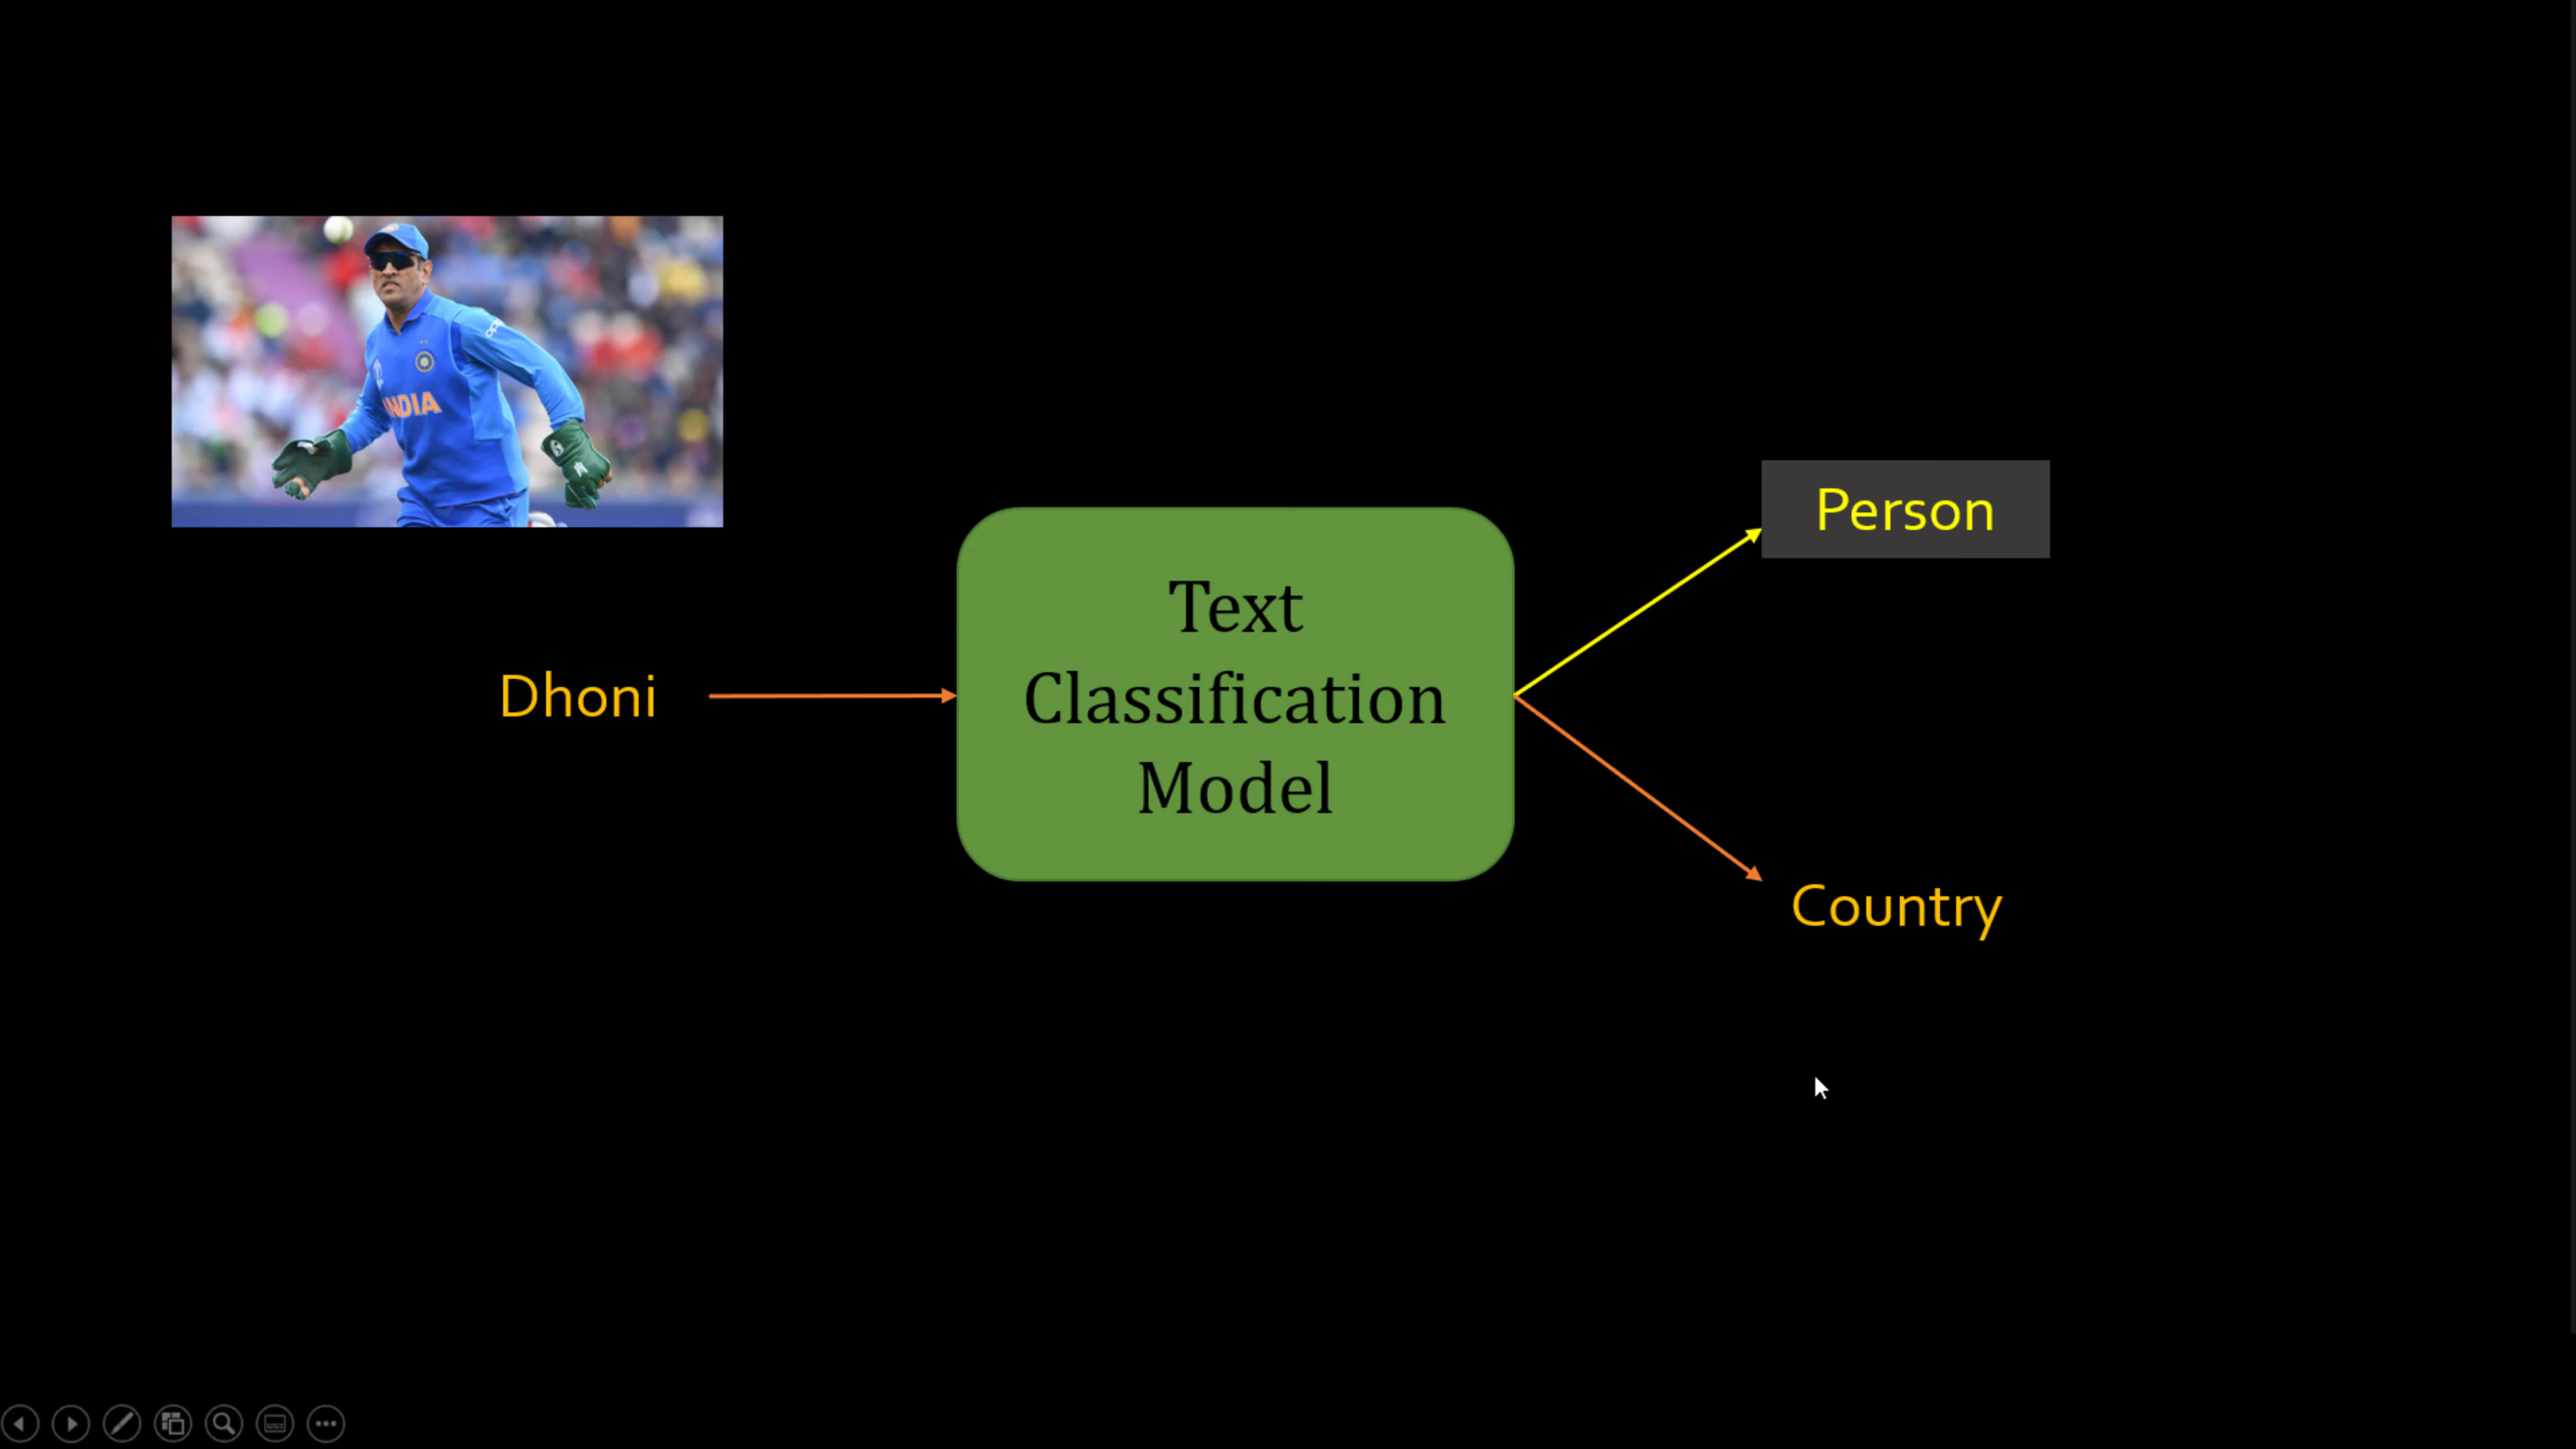 INDIA
Dhoni
Text
Classification
Model
Person
Country